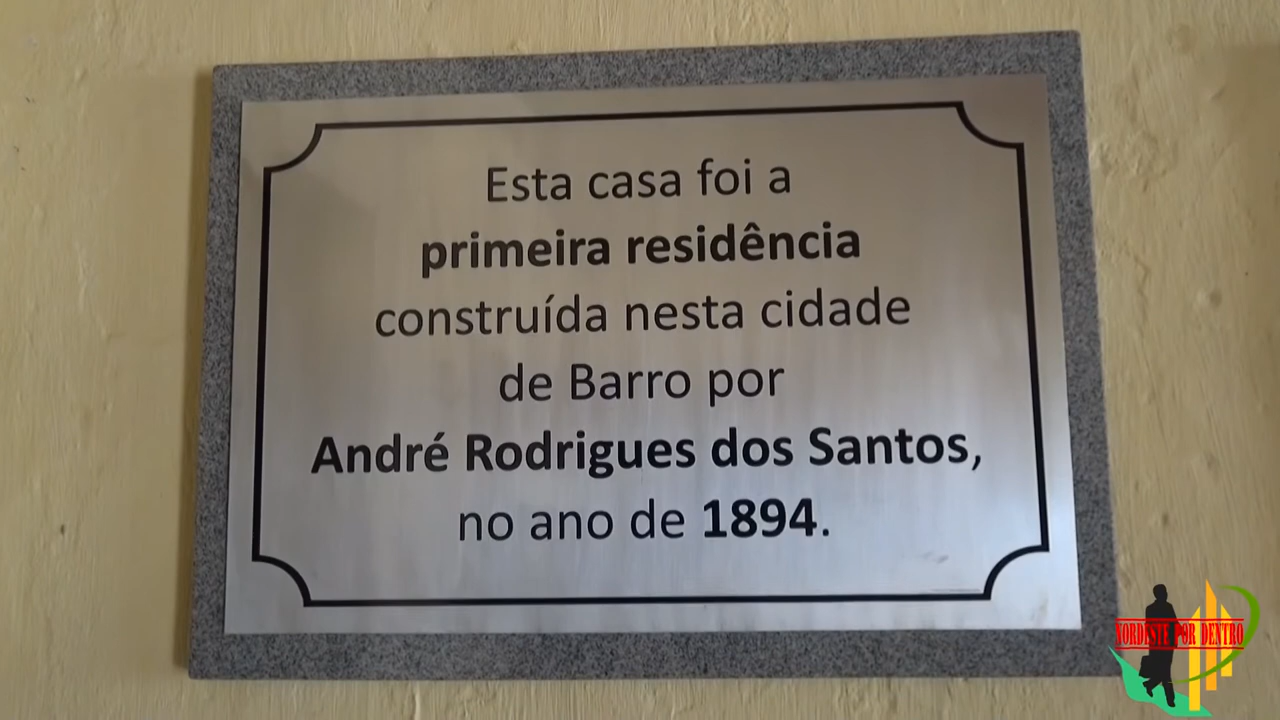 Esta casa foi a
primeira residência
construída nesta cidade
de Barro por
André Rodrigues dos Santos,
no ano de 1894.
NORDESTE POR DENTRO